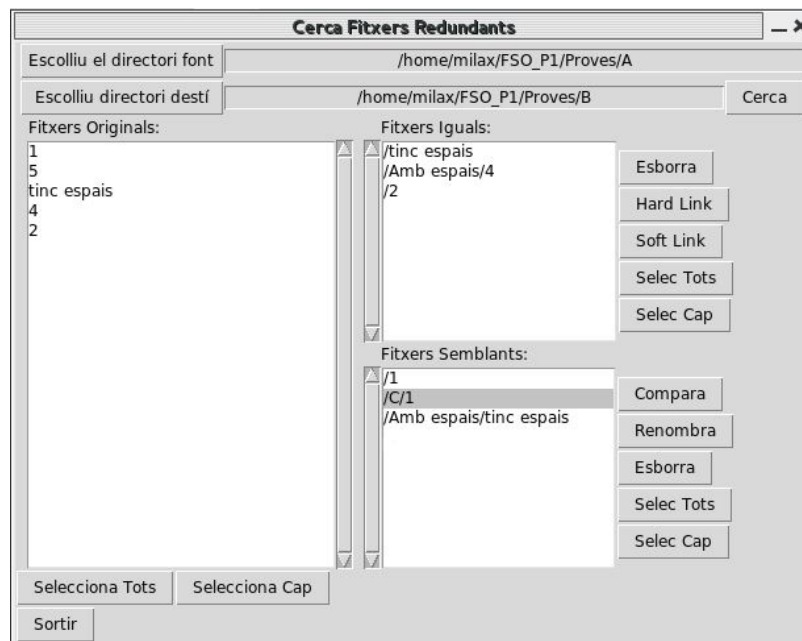 Cerca Fitxers Redundants
Escolliu el directori font
/home/milax/FSO_P1/Proves/A
Escolliu directori destí
/home/milax/FSO_P1/Proves/B
Cerca
Fitxers Originals:
1
5
tinc espais
4
2
Selecciona Tots
Selecciona Cap
Sortir
Fitxers Iguals:
/tinc espais
/Amb espais/4
/2
Esborra
Hard Link
Soft Link
Selec Tots
Selec Cap
Fitxers Semblants:
/1
/C/1
/Amb espais/tinc espais
Compara
Renombra
Esborra
Selec Tots
Selec Cap